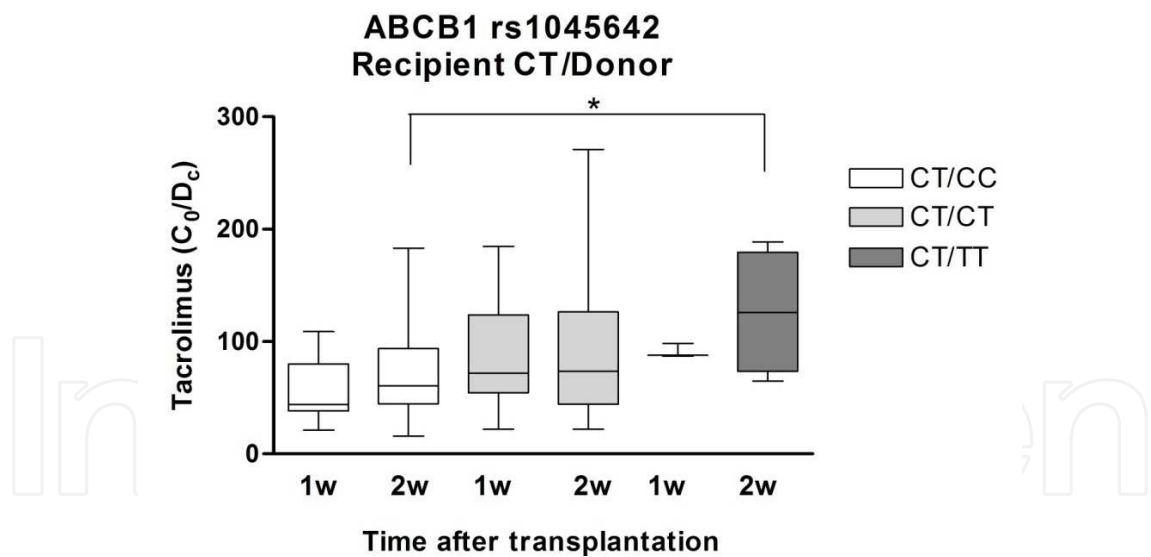 ABCB1 rs1045642
Recipient CT/Donor
*
300
200
100
0
Tacrolimus (C₀/D꜀)
CT/CC
CT/CT
CT/TT
1w 2w 1w 2w 1w 2w
Time after transplantation